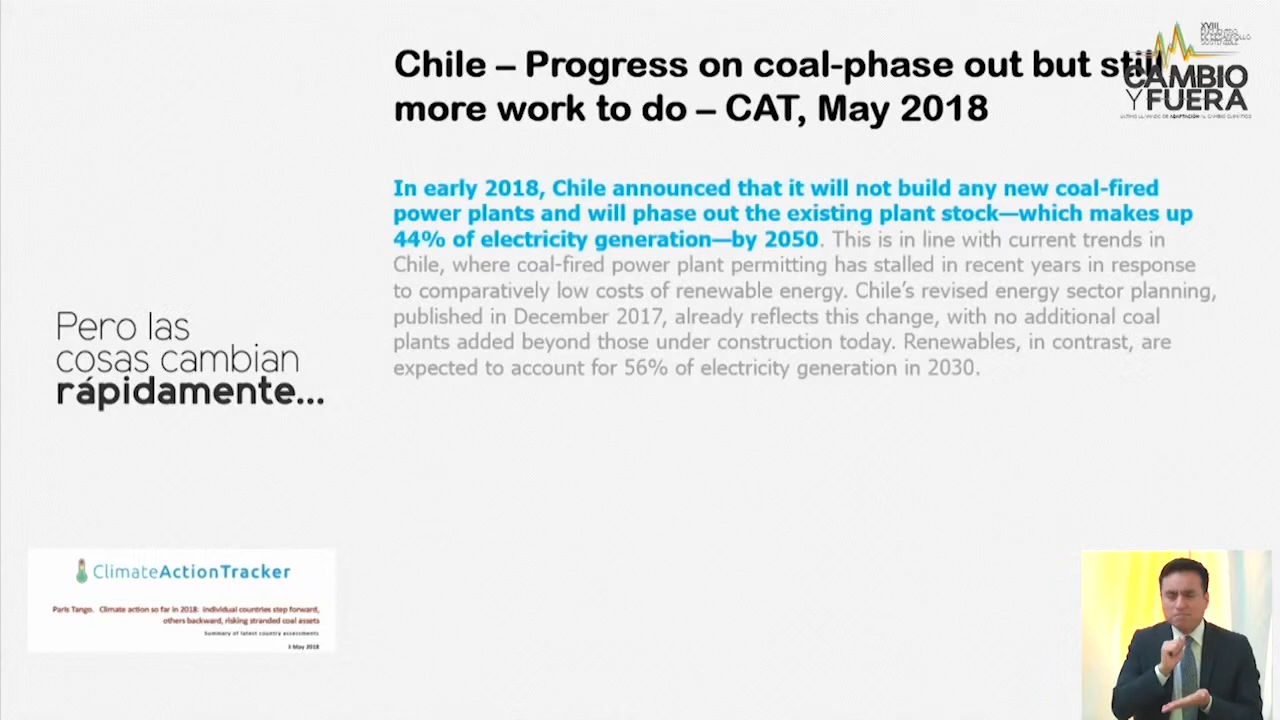 Chile – Progress on coal-phase out but still
more work to do – CAT, May 2018
XVIII
CAMBIO
Y FUERA
In early 2018, Chile announced that it will not build any new coal-fired
power plants and will phase out the existing plant stock—which makes up
44% of electricity generation—by 2050. This is in line with current trends in
Chile, where coal-fired power plant permitting has stalled in recent years in response
to comparatively low costs of renewable energy. Chile’s revised energy sector planning,
published in December 2017, already reflects this change, with no additional coal
plants added beyond those under construction today. Renewables, in contrast, are
expected to account for 56% of electricity generation in 2030.
Pero las
cosas cambian
rápidamente...
ClimateActionTracker
Paris Tango. Climate action so far in 2018: individual countries step forward,
others backward, risking stranded coal assets
Summary of latest country assessments
3 May 2018